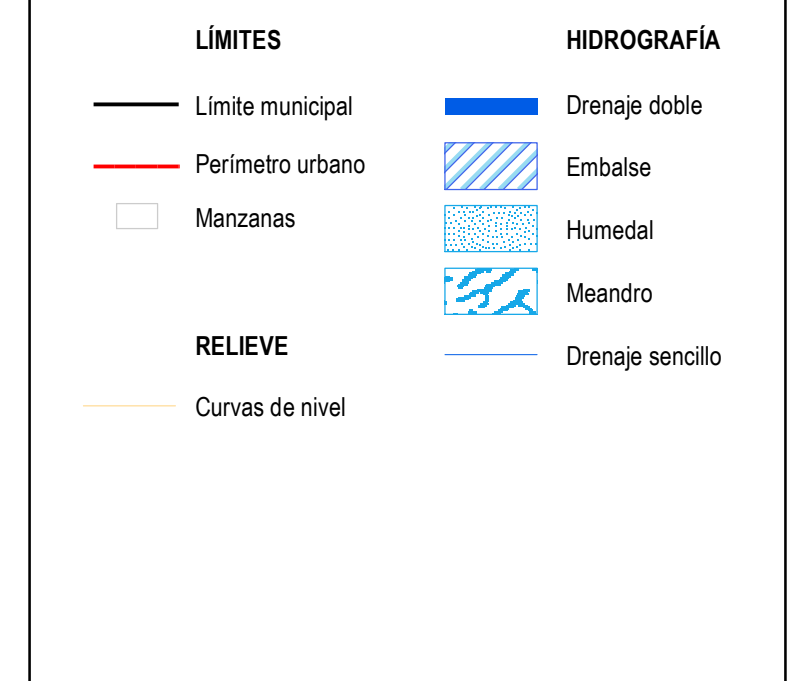 LÍMITES
Límite municipal
Perímetro urbano
Manzanas
RELIEVE
Curvas de nivel
HIDROGRAFÍA
Drenaje doble
Embalse
Humedal
Meandro
Drenaje sencillo